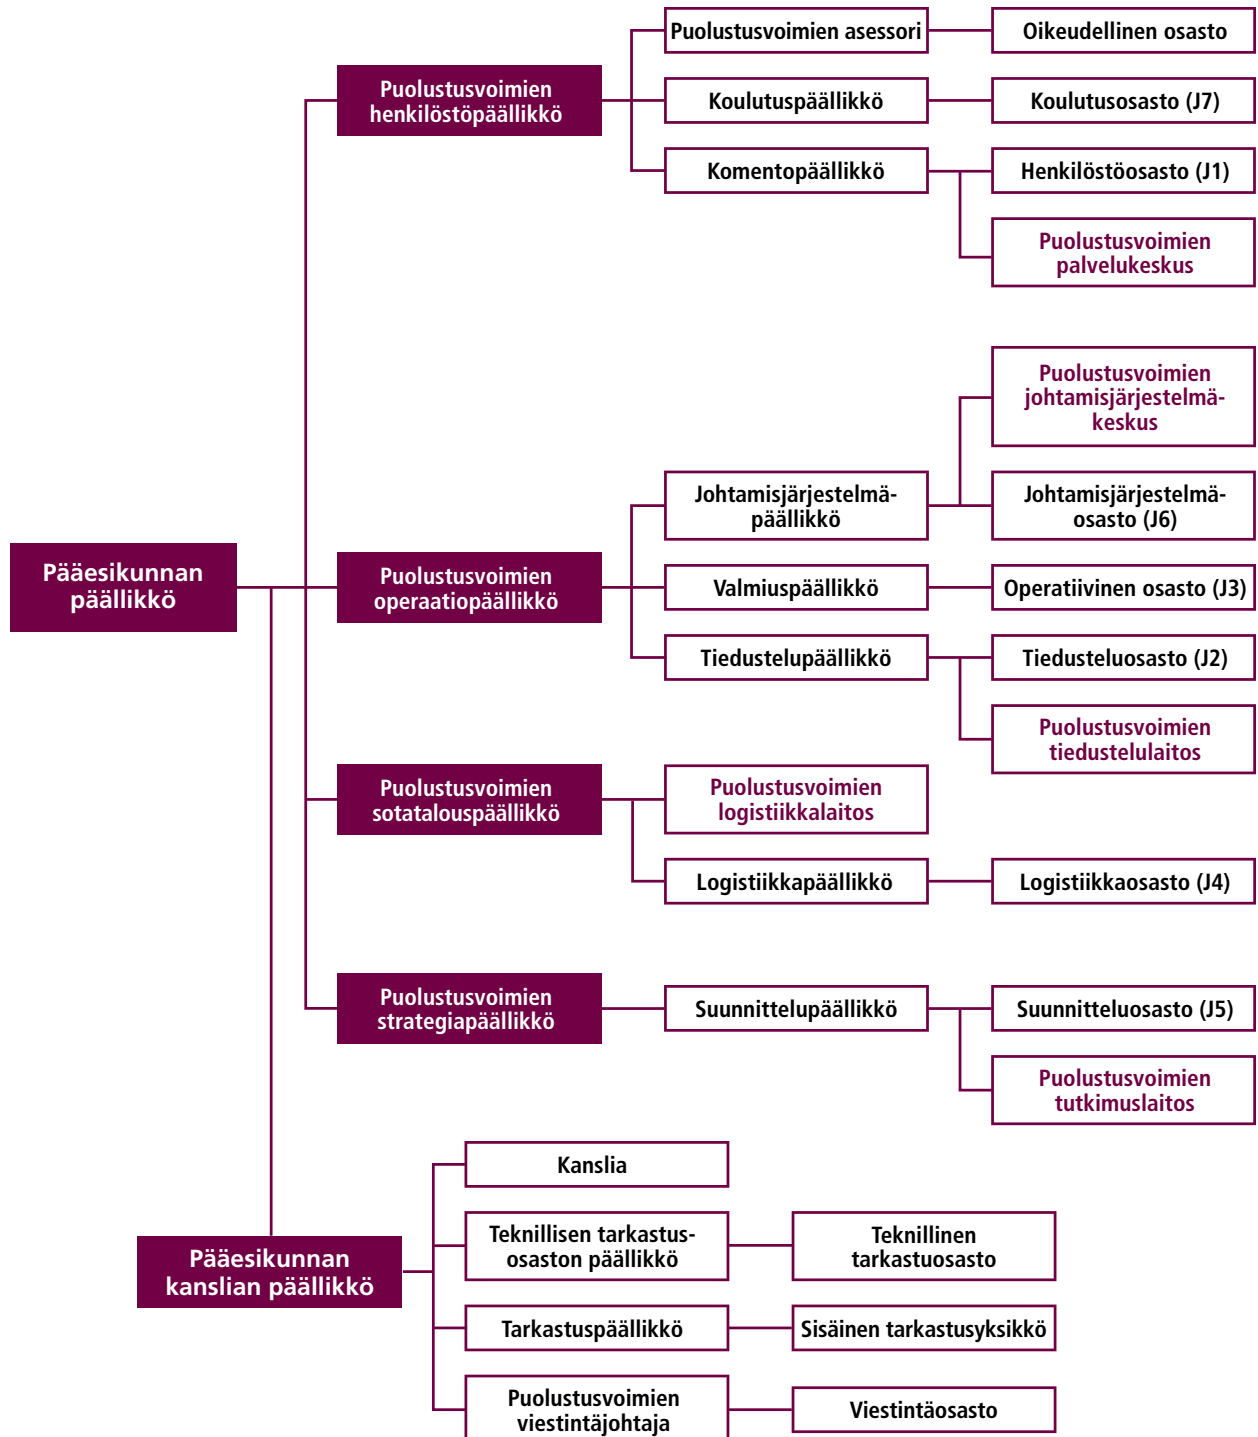 Pääesikunnan
päällikkö
Puolustusvoimien
henkilöstöpäällikkö
Puolustusvoimien asessori
Oikeudellinen osasto
Koulutuspäällikkö
Koulutusosasto (J7)
Komentopäällikkö
Henkilöstöosasto (J1)
Puolustusvoimien
palvelukeskus
Puolustusvoimien
operaatiopäällikkö
Johtamisjärjestelmä-
päällikkö
Puolustusvoimien
johtamisjärjestelmä-
keskus
Johtamisjärjestelmä-
osasto (J6)
Valmiuspäällikkö
Operatiivinen osasto (J3)
Tiedustelupäällikkö
Tiedusteluosasto (J2)
Puolustusvoimien
tiedustelulaitos
Puolustusvoimien
sotatalouspäällikkö
Puolustusvoimien
logistiikkalaitos
Logistiikkapäällikkö
Logistiikkaosasto (J4)
Puolustusvoimien
strategiapäällikkö
Suunnittelupäällikkö
Suunnitteluosasto (J5)
Puolustusvoimien
tutkimuslaitos
Pääesikunnan
kanslian päällikkö
Kanslia
Teknillisen tarkastus-
osaston päällikkö
Teknillinen
tarkastuosasto
Tarkastuspäällikkö
Sisäinen tarkastusyksikkö
Puolustusvoimien
viestintäjohtaja
Viestintäosasto